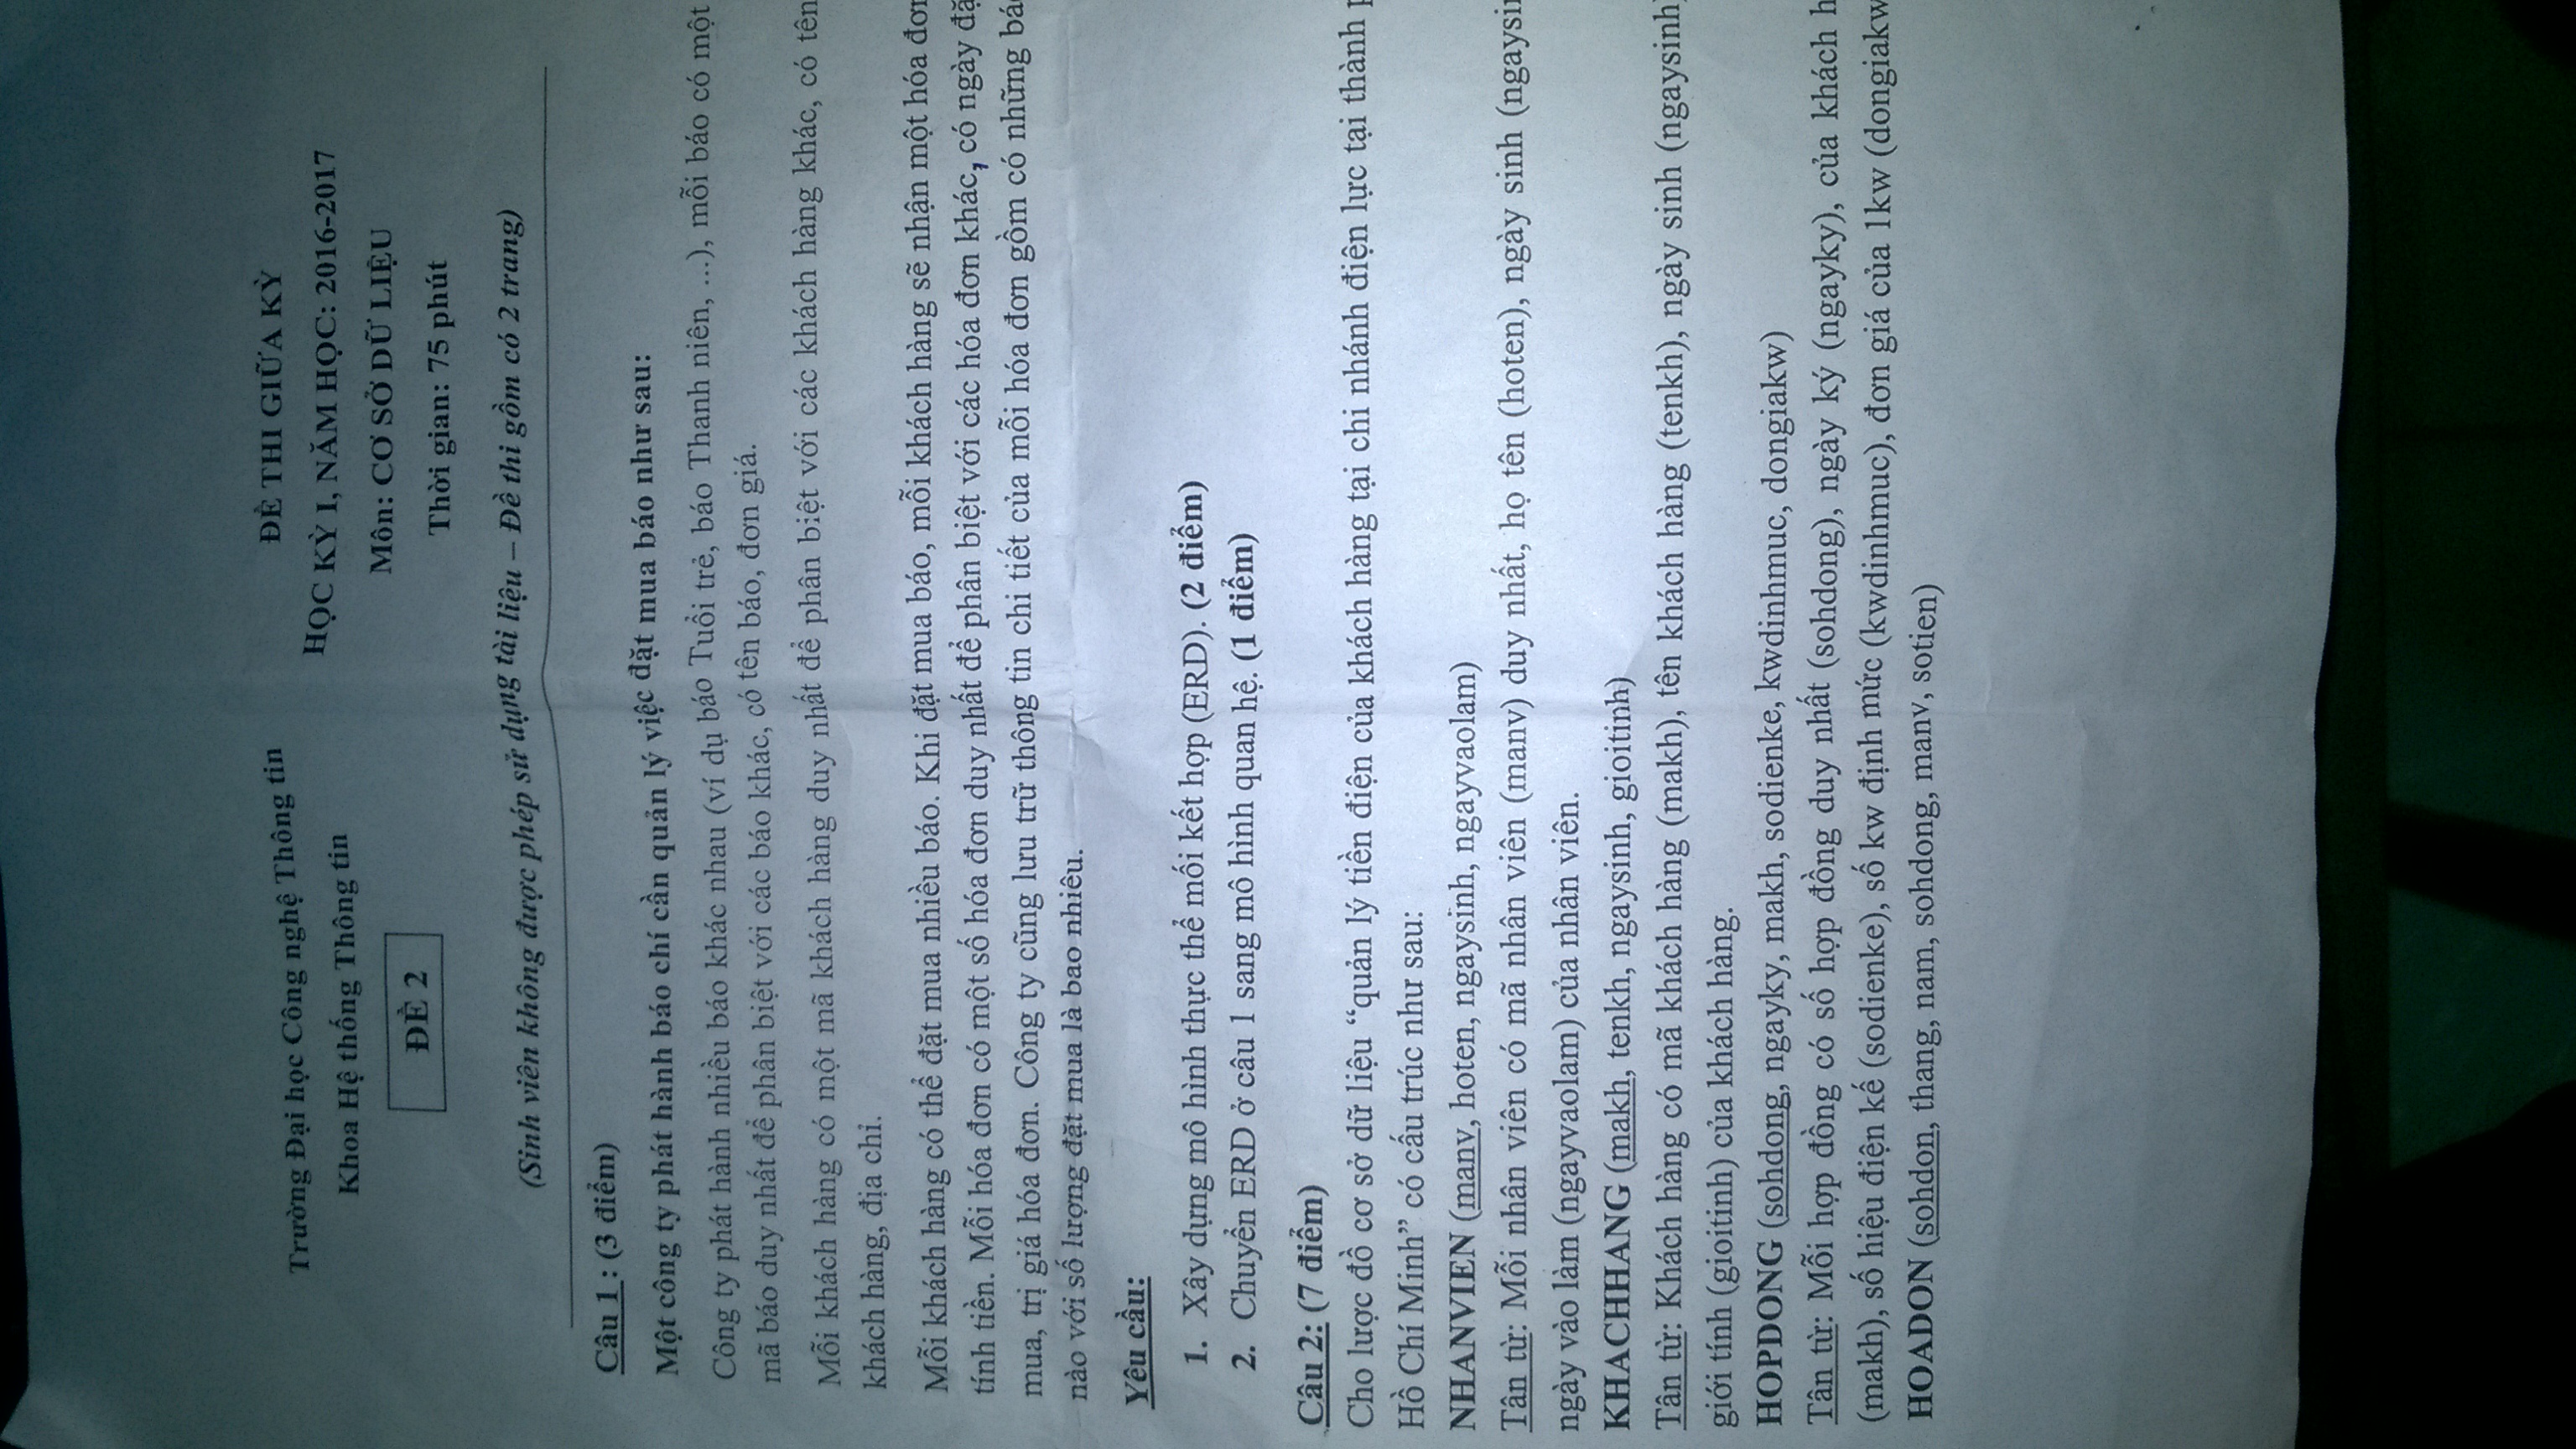 Trường Đại học Công nghệ Thông tin
Khoa Hệ thống Thông tin
ĐỀ 2
ĐỀ THI GIỮA KỲ
HỌC KỲ I, NĂM HỌC: 2016-2017
Môn: CƠ SỞ DỮ LIỆU
Thời gian: 75 phút
(Sinh viên không được phép sử dụng tài liệu – Đề thi gồm có 2 trang)
Câu 1 : (3 điểm)
Một công ty phát hành báo chí cần quản lý việc đặt mua báo như sau:
Công ty phát hành nhiều báo khác nhau (ví dụ báo Tuổi trẻ, báo Thanh niên, ...), mỗi báo có một
mã báo duy nhất để phân biệt với các báo khác, có tên báo, đơn giá.
Mỗi khách hàng có một mã khách hàng duy nhất để phân biệt với các khách hàng khác, có tên
khách hàng, địa chỉ.
Mỗi khách hàng có thể đặt mua nhiều báo. Khi đặt mua báo, mỗi khách hàng sẽ nhận một hóa
tính tiền. Mỗi hóa đơn có một số hóa đơn duy nhất để phân biệt với các hóa đơn khác, có ngày
mua, trị giá hóa đơn. Công ty cũng lưu trữ thông tin chi tiết của mỗi hóa đơn gồm có những
nào với số lượng đặt mua là bao nhiêu.
Yêu cầu:
1. Xây dựng mô hình thực thể mối kết hợp (ERD). (2 điểm)
2. Chuyển ERD ở câu 1 sang mô hình quan hệ. (1 điểm)
Câu 2: (7 điểm)
Cho lược đồ cơ sở dữ liệu “quản lý tiền điện của khách hàng tại chi nhánh điện lực tại thành
Hồ Chí Minh” có cấu trúc như sau:
NHANVIEN (manv, hoten, ngaysinh, ngayvaolam)
Tân từ: Mỗi nhân viên có mã nhân viên (manv) duy nhất, họ tên (hoten), ngày sinh
ngày vào làm (ngayvaolam) của nhân viên.
KHACHHANG (makh, tenkh, ngaysinh, gioitinh)
Tân từ: Khách hàng có mã khách hàng (makh), tên khách hàng (tenkh), ngày sinh (ngaysinh)
giới tính (gioitinh) của khách hàng.
HOPDONG (sohdong, ngayky, makh, sodienke, kwdinhmuc, dongiakw)
Tân từ: Mỗi hợp đồng có số hợp đồng duy nhất (sohdong), ngày ký (ngayky), của khách
(makh), số hiệu điện kế (sodienke), số kw định mức (kwdinhmuc), đơn giá của 1kw (dongiakw
HOADON (sohdon, thang, nam, sohdong, manv, sotien)